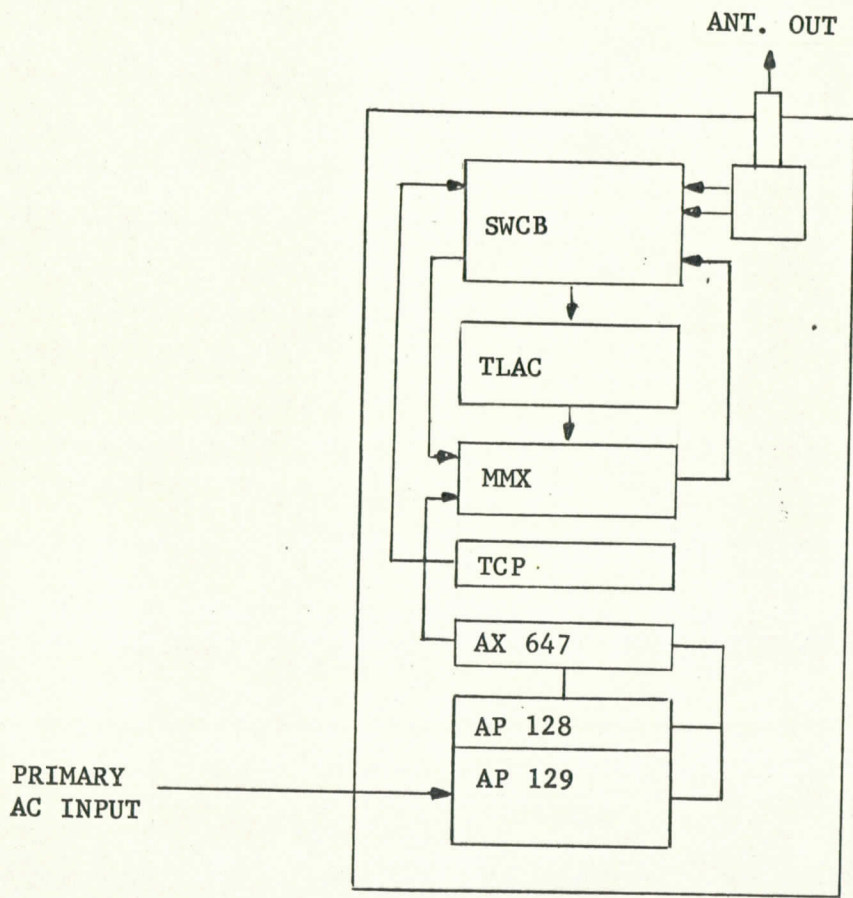 ANT. OUT
SWCB
TLAC
MMX
TCP
AX 647
AP 128
AP 129
PRIMARY
AC INPUT